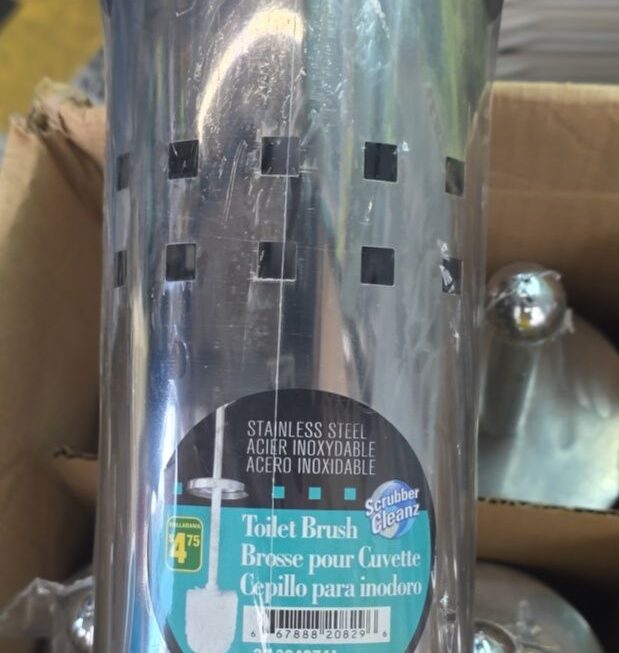 STAINLESS STEEL
ACIER INOXYDABLE
ACERO INOXIDABLE
Scrubber
Cleanz
DOLLARAMA
$4.75
Toilet Brush
Brosse pour Cuvette
Cepillo para inodoro
6 67888 20829 6